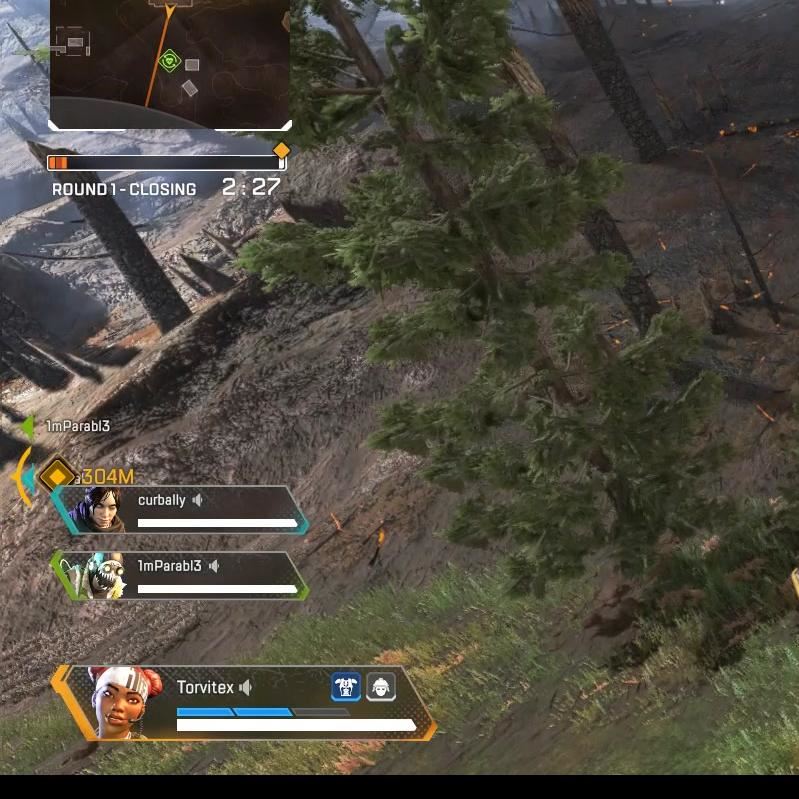 ROUND 1 - CLOSING 2:27
1mParabl3
304M
curbally
1mParabl3
Torvitex